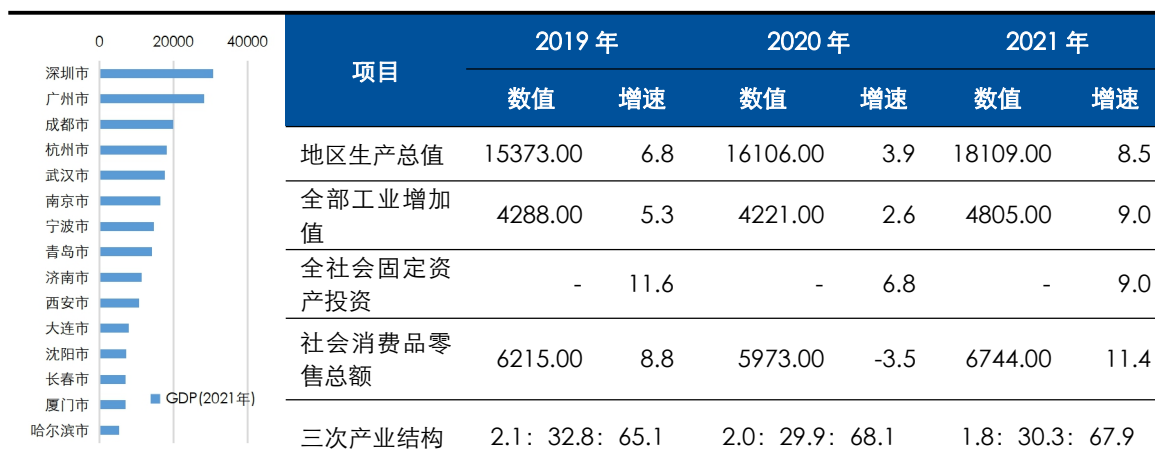 0 20000 40000
深圳市
广州市
成都市
杭州市
武汉市
南京市
宁波市
青岛市
济南市
西安市
大连市
沈阳市
长春市
厦门市
哈尔滨市
GDP(2021年)
项目 2019 年 2020 年 2021 年
数值 增速 数值 增速 数值 增速
地区生产总值 15373.00 6.8 16106.00 3.9 18109.00 8.5
全部工业增加
值 4288.00 5.3 4221.00 2.6 4805.00 9.0
全社会固定资
产投资 - 11.6 - 6.8 - 9.0
社会消费品零
售总额 6215.00 8.8 5973.00 -3.5 6744.00 11.4
三次产业结构 2.1：32.8：65.1 2.0：29.9：68.1 1.8：30.3：67.9